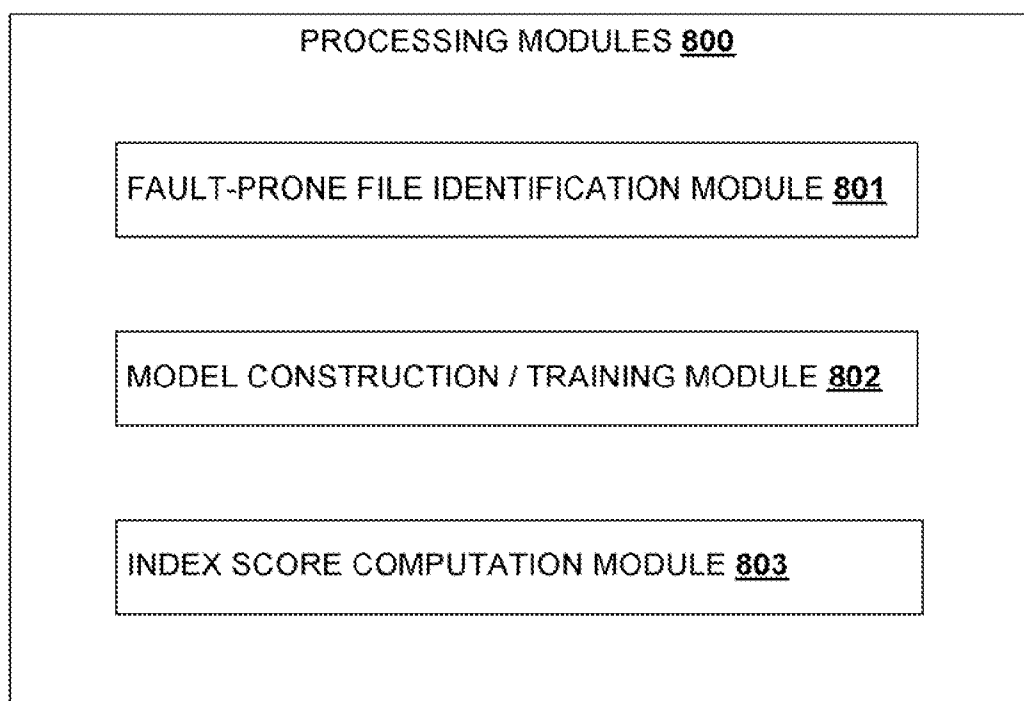 PROCESSING MODULES 800
FAULT-PRONE FILE IDENTIFICATION MODULE 801
MODEL CONSTRUCTION / TRAINING MODULE 802
INDEX SCORE COMPUTATION MODULE 803